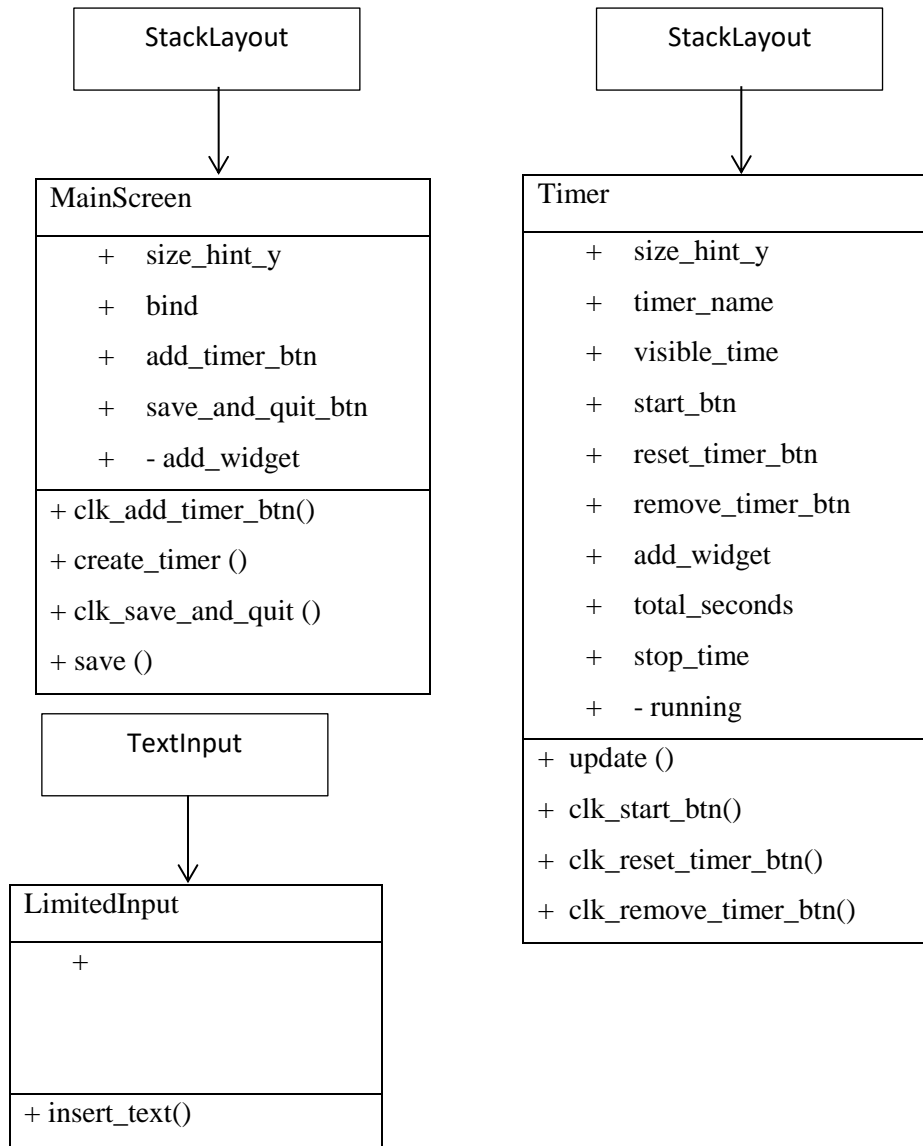 StackLayout
MainScreen
+ size_hint_y
+ bind
+ add_timer_btn
+ save_and_quit_btn
+ - add_widget
+ clk_add_timer_btn()
+ create_timer ()
+ clk_save_and_quit ()
+ save ()
TextInput
LimitedInput
+
+ insert_text()
StackLayout
Timer
+ size_hint_y
+ timer_name
+ visible_time
+ start_btn
+ reset_timer_btn
+ remove_timer_btn
+ add_widget
+ total_seconds
+ stop_time
+ - running
+ update ()
+ clk_start_btn()
+ clk_reset_timer_btn()
+ clk_remove_timer_btn()